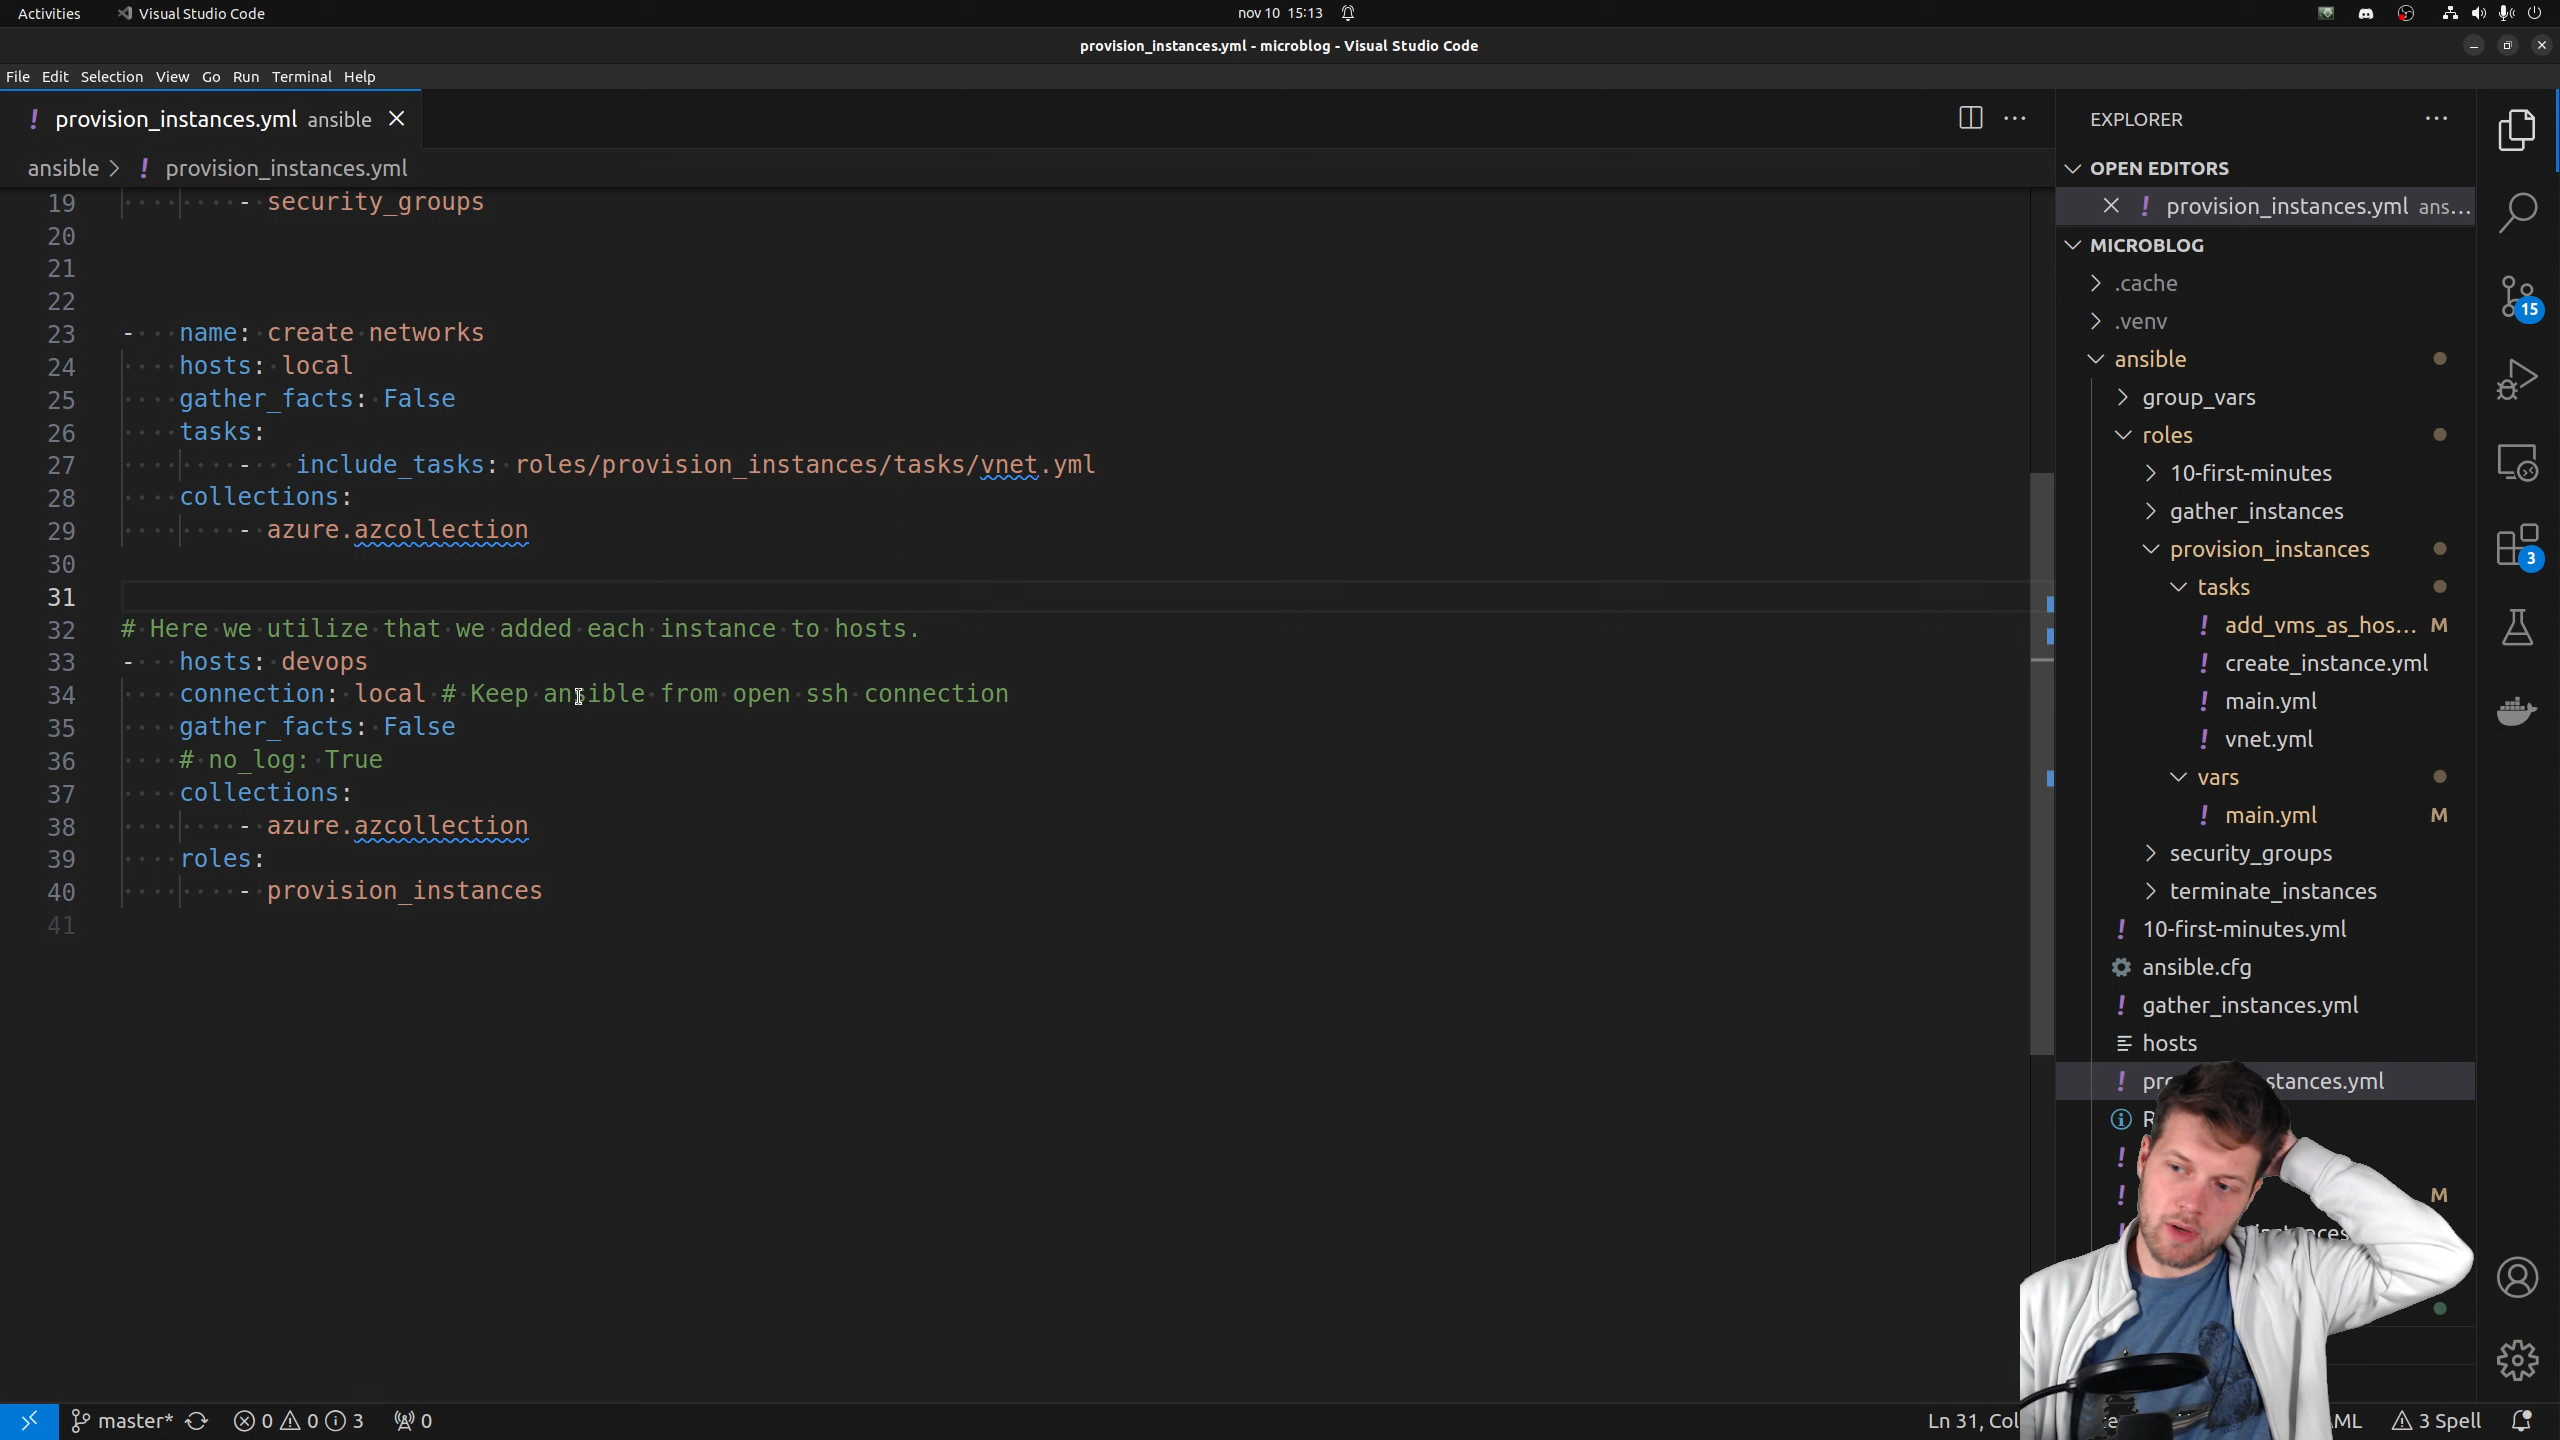 Activities Visual Studio Code nov 10 15:13
provision_instances.yml - microblog - Visual Studio Code
File Edit Selection View Go Run Terminal Help
! provision_instances.yml ansible
ansible > ! provision_instances.yml
19 - security_groups
20
21
22
23 - name: create networks
24 hosts: local
25 gather_facts: False
26 tasks:
27 - include_tasks: roles/provision_instances/tasks/vnet.yml
28 collections:
29 - azure.azcollection
30
31
32 # Here we utilize that we added each instance to hosts.
33 - hosts: devops
34 connection: local # Keep ansible from open ssh connection
35 gather_facts: False
36 # no_log: True
37 collections:
38 - azure.azcollection
39 roles:
40 - provision_instances
41
EXPLORER
OPEN EDITORS
! provision_instances.yml ans...
MICROBLOG
.cache
.venv
ansible
group_vars
roles
10-first-minutes
gather_instances
provision_instances
tasks
! add_vms_as_hos... M
! create_instance.yml
! main.yml
! vnet.yml
vars
! main.yml M
security_groups
terminate_instances
! 10-first-minutes.yml
ansible.cfg
! gather_instances.yml
hosts
! stances.yml
!
! M
15
3
master* 0 0 3 0
Ln 31, Col
3 Spell